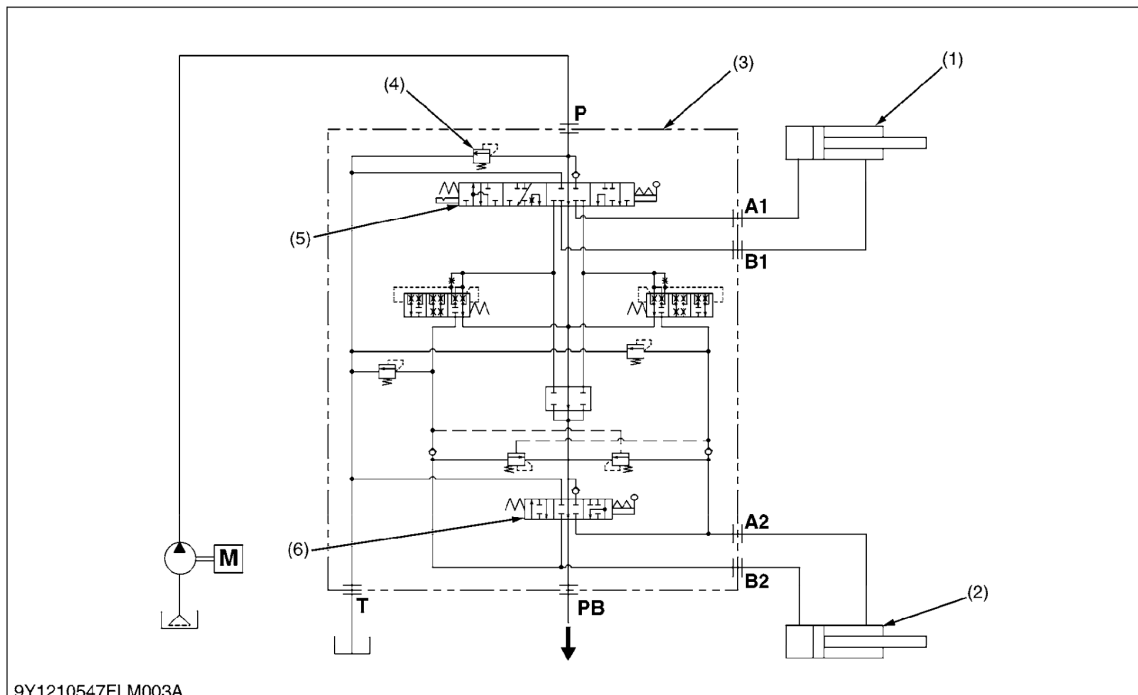 (1)
(3)
(4)
P
A1
(5)
B1
A2
(6)
B2
M
(2)
T
PB
9Y1210547FLM003A